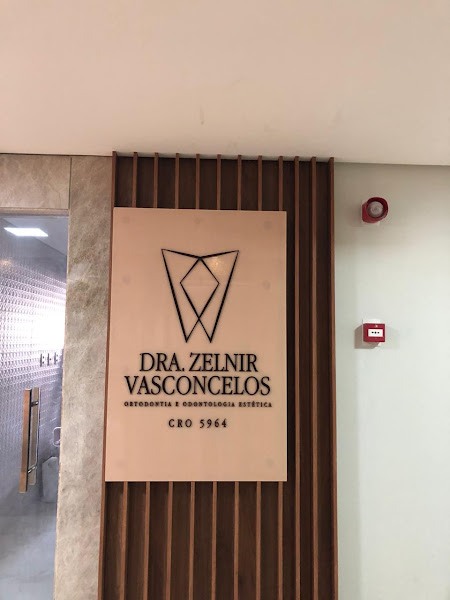 DRA. ZELNIR
VASCONCELOS
ORTODONTIA E ODONTOLOGIA ESTÉTICA
CRO 5964